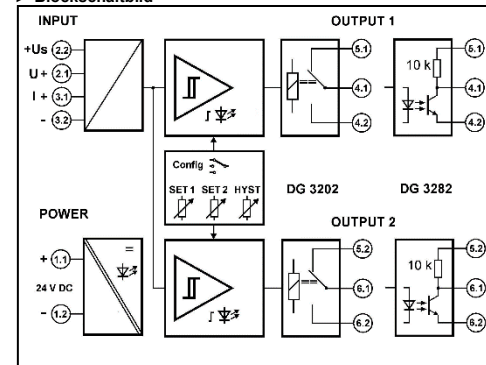 > Blockschaltbild
INPUT
OUTPUT 1
+Us 2.2
U + 2.1
I + 3.1
- 3.2
5.1
4.1
4.2
10 k
5.1
4.1
4.2
Config
SET 1 SET 2 HYST
DG 3202
DG 3282
POWER
OUTPUT 2
+ 1.1
24 V DC
- 1.2
=
5.2
6.1
6.2
10 k
5.2
6.1
6.2